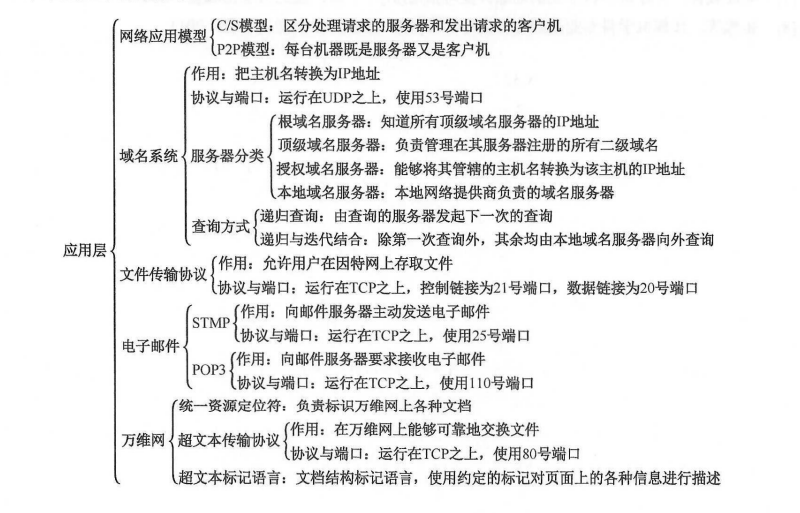 应用层
网络应用模型
C/S模型：区分处理请求的服务器和发出请求的客户机
P2P模型：每台机器既是服务器又是客户机
域名系统
作用：把主机名转换为IP地址
协议与端口：运行在UDP之上，使用53号端口
服务器分类
根域名服务器：知道所有顶级域名服务器的IP地址
顶级域名服务器：负责管理在其服务器注册的所有二级域名
授权域名服务器：能够将其管辖的主机名转换为该主机的IP地址
本地域名服务器：本地网络提供商负责的域名服务器
查询方式
递归查询：由查询的服务器发起下一次的查询
递归与迭代结合：除第一次查询外，其余均由本地域名服务器向外查询
文件传输协议
作用：允许用户在因特网上存取文件
协议与端口：运行在TCP之上，控制链接为21号端口，数据链接为20号端口
电子邮件
STMP
作用：向邮件服务器主动发送电子邮件
协议与端口：运行在TCP之上，使用25号端口
POP3
作用：向邮件服务器要求接收电子邮件
协议与端口：运行在TCP之上，使用110号端口
万维网
统一资源定位符：负责标识万维网上各种文档
超文本传输协议
作用：在万维网上能够可靠地交换文件
协议与端口：运行在TCP之上，使用80号端口
超文本标记语言：文档结构标记语言，使用约定的标记对页面上的各种信息进行描述